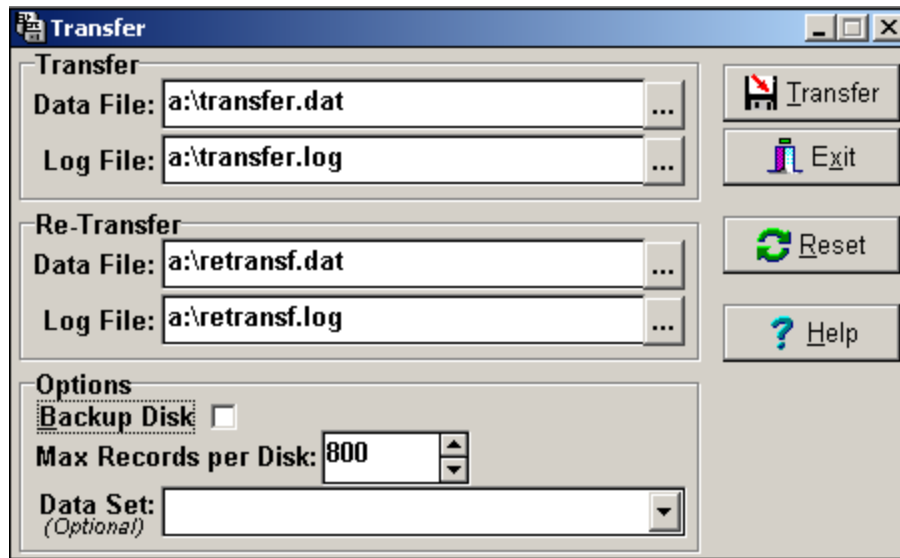 Transfer
Transfer
Data File: a:\transfer.dat ...
Log File: a:\transfer.log ...
Re-Transfer
Data File: a:\retransf.dat ...
Log File: a:\retransf.log ...
Options
Backup Disk
Max Records per Disk: 800
Data Set:
(Optional)
Transfer
Exit
Reset
? Help